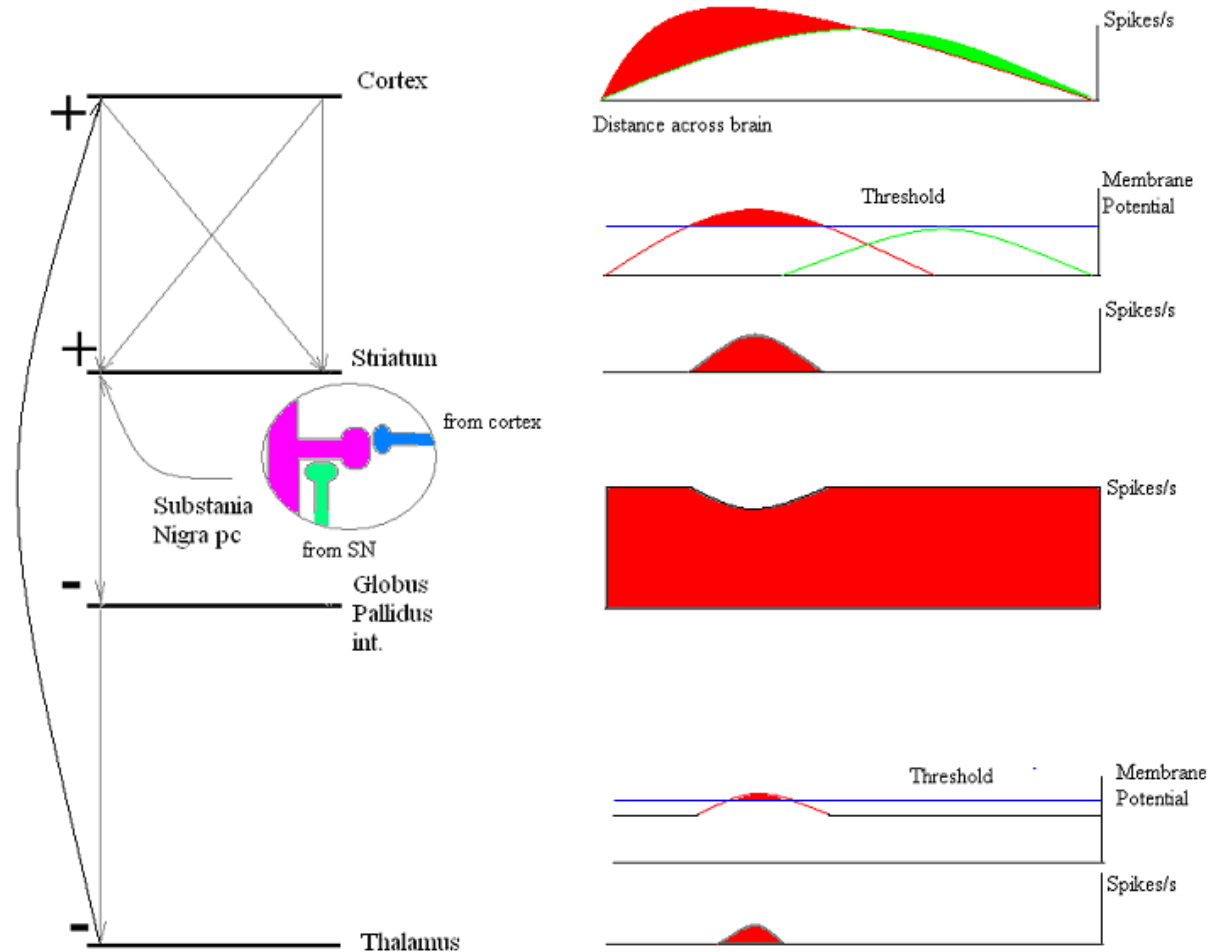 Cortex
+
+
Striatum
from cortex
Substania
Nigra pc
from SN
-
Globus
Pallidus
int.
-
Thalamus
Spikes/s
Distance across brain
Threshold
Membrane
Potential
Spikes/s
Spikes/s
Threshold
Membrane
Potential
Spikes/s